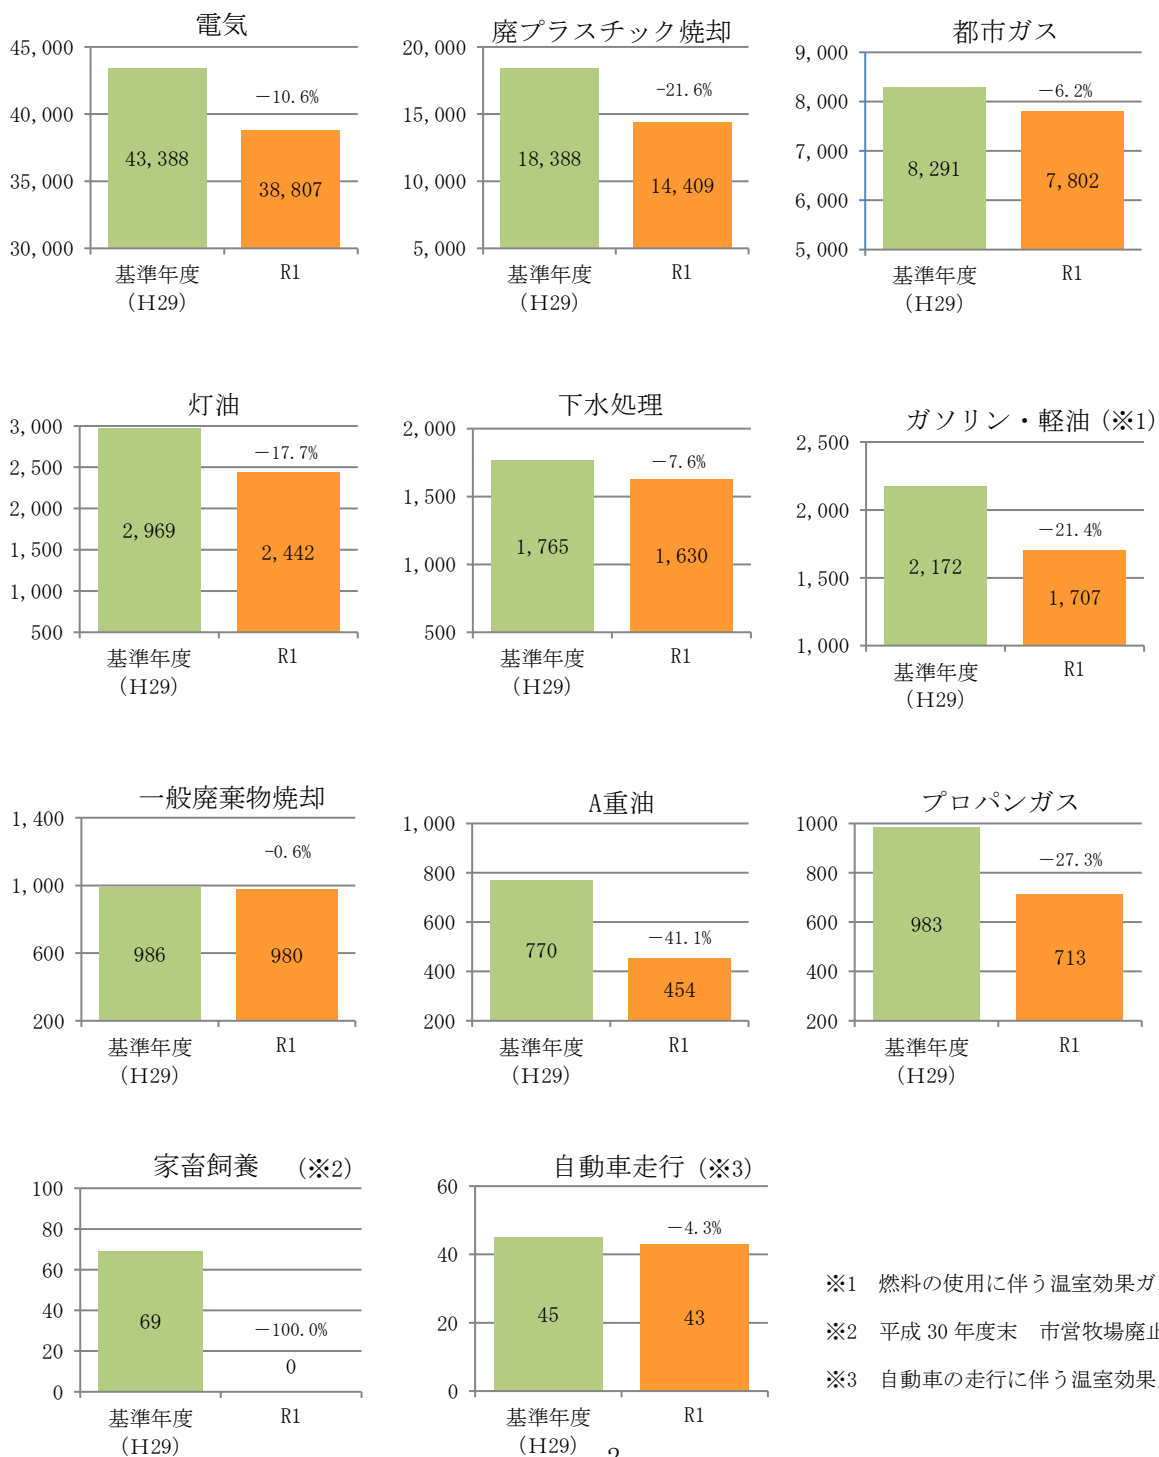 電気
45,000
40,000
35,000
30,000
－10.6%
43,388
38,807
基準年度
（H29）
R1
廃プラスチック焼却
20,000
15,000
10,000
5,000
-21.6%
18,388
14,409
基準年度
（H29）
R1
都市ガス
9,000
8,000
7,000
6,000
5,000
－6.2%
8,291
7,802
基準年度
（H29）
R1
灯油
3,000
2,500
2,000
1,500
1,000
500
－17.7%
2,969
2,442
基準年度
（H29）
R1
下水処理
2,000
1,500
1,000
500
－7.6%
1,765
1,630
基準年度
（H29）
R1
ガソリン・軽油（※1）
2,500
2,000
1,500
1,000
－21.4%
2,172
1,707
基準年度
（H29）
R1
一般廃棄物焼却
1,400
1,000
600
200
-0.6%
986
980
基準年度
（H29）
R1
A重油
1,000
800
600
400
200
－41.1%
770
454
基準年度
（H29）
R1
プロパンガス
1000
800
600
400
200
－27.3%
983
713
基準年度
（H29）
R1
家畜飼養　（※2）
100
80
60
40
20
0
69
－100.0%
0
基準年度
（H29）
R1
自動車走行（※3）
60
40
20
0
－4.3%
45
43
基準年度
（H29）
R1
※1　燃料の使用に伴う温室効果ガ
※2　平成 30 年度末　市営牧場廃止
※3　自動車の走行に伴う温室効果